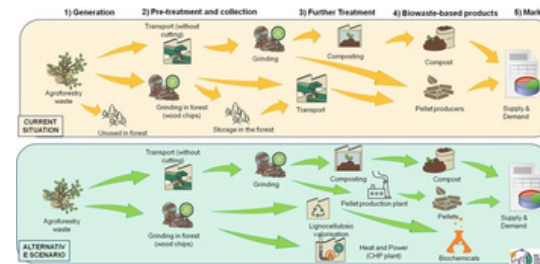 1) Generation
2) Pre-treatment and collection
3) Further Treatment
4) Biowaste-based products
5) Mark
Transport (without
cutting)
Grinding
Composting
Compost
Agroforestry
waste
Grinding in forest
(wood chips)
Transport
Pellet producers
Supply &
Demand
Unused in forest
Storage in the forest
CURRENT
SITUATION
Transport (without
cutting)
Grinding
Composting
Compost
Pellet production plant
Agroforestry
waste
Grinding in forest
(wood chips)
Lignocellulosic
valorisation
Pellets
Supply &
Demand
Heat and Power
(CHP plant)
Biochemicals
ALTERNATIV
E SCENARIO